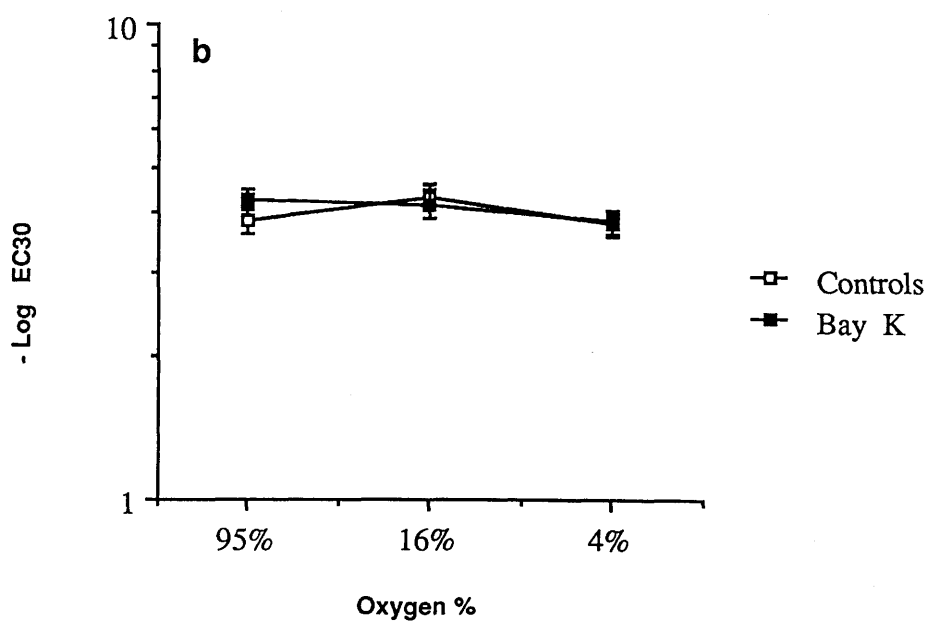 10
b
- Log EC30
Controls
Bay K
1
95% 16% 4%
Oxygen %